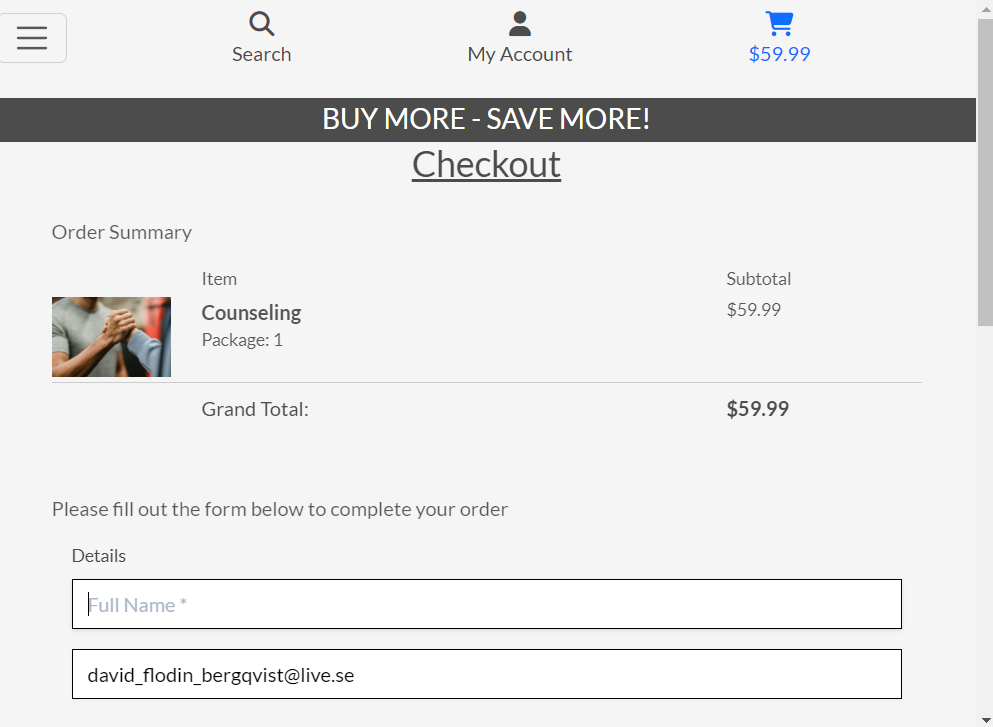 Search
My Account
$59.99
BUY MORE - SAVE MORE!
Checkout
Order Summary
Item
Subtotal
Counseling
$59.99
Package: 1
Grand Total:
$59.99
Please fill out the form below to complete your order
Details
Full Name *
david_flodin_bergqvist@live.se